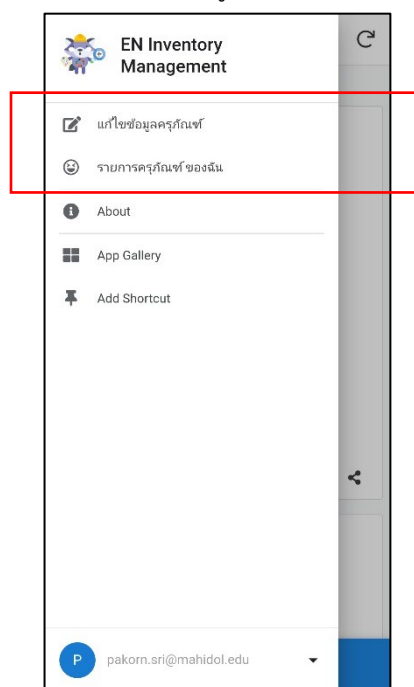 EN Inventory
Management
แก้ไขข้อมูลครุภัณฑ์
รายการครุภัณฑ์ ของฉัน
About
App Gallery
Add Shortcut
P
pakorn.sri@mahidol.edu